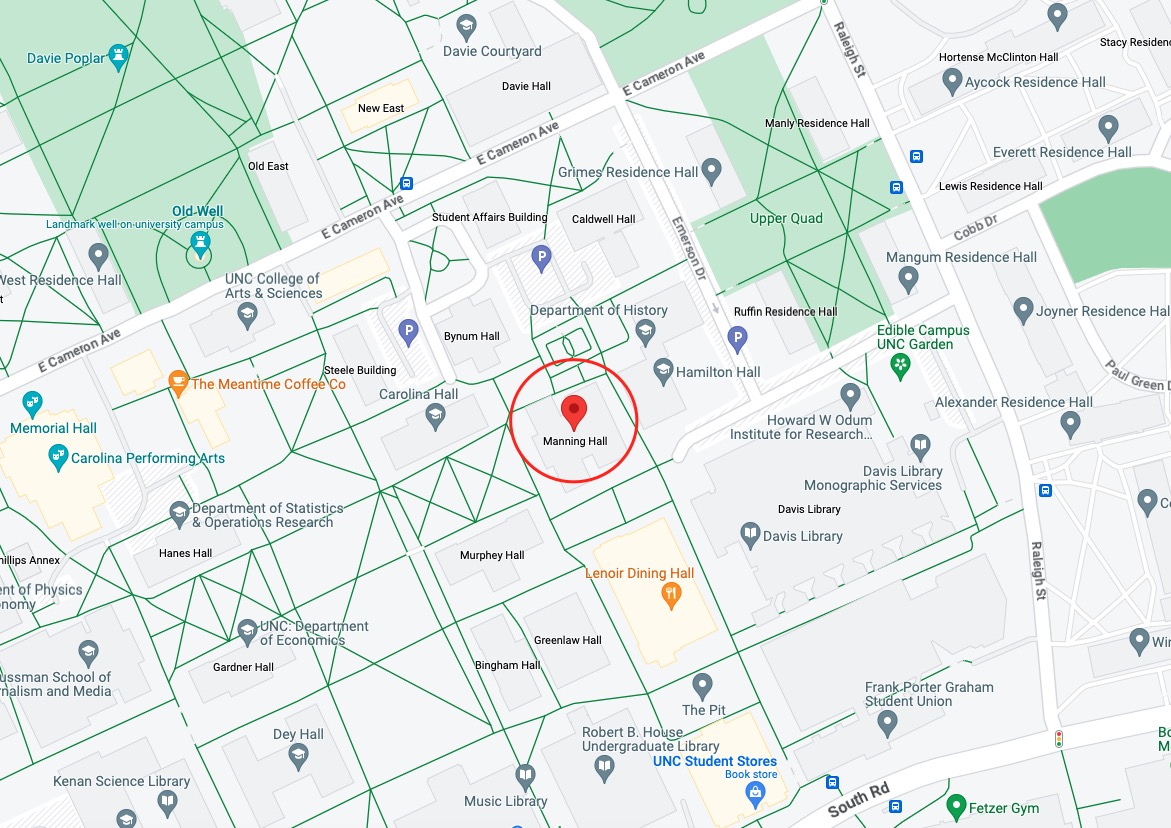 Davie Poplar
Davie Courtyard
Raleigh St
Stacy Residen
Hortense McClinton Hall
Aycock Residence Hall
E Cameron Ave
Davie Hall
New East
Manly Residence Hall
E Cameron Ave
Everett Residence Hall
Old East
Grimes Residence Hall
Lewis Residence Hall
E Cameron Ave
Old Well
Landmark well-on-university campus
Student Affairs Building
Caldwell Hall
Upper Quad
Cobb Dr
Emerson Dr
West Residence Hall
P
UNC College of
Arts & Sciences
Mangum Residence Hall
t
Department of History
Ruffin Residence Hall
Joyner Residence Hal
E Cameron Ave
P
Bynum Hall
P
Edible Campus
UNC Garden
Steele Building
Hamilton Hall
Paul Green D
The Meantime Coffee Co
Carolina Hall
Alexander Residence Hall
Memorial Hall
Howard W Odum
Institute for Research...
Manning Hall
Carolina Performing Arts
Davis Library
Monographic Services
Department of Statistics
& Operations Research
Davis Library
Davis Library
Hanes Hall
Murphey Hall
hillips Annex
Raleigh St
Lenoir Dining Hall
ent of Physics
onomy
UNC: Department
of Economics
Greenlaw Hall
Win
Gardner Hall
Bingham Hall
ussman School of
rnalism and Media
Frank Porter Graham
Student Union
The Pit
Dey Hall
Robert B. House
Undergraduate Library
UNC Student Stores
Book store
Kenan Science Library
Music Library
South Rd
Fetzer Gym